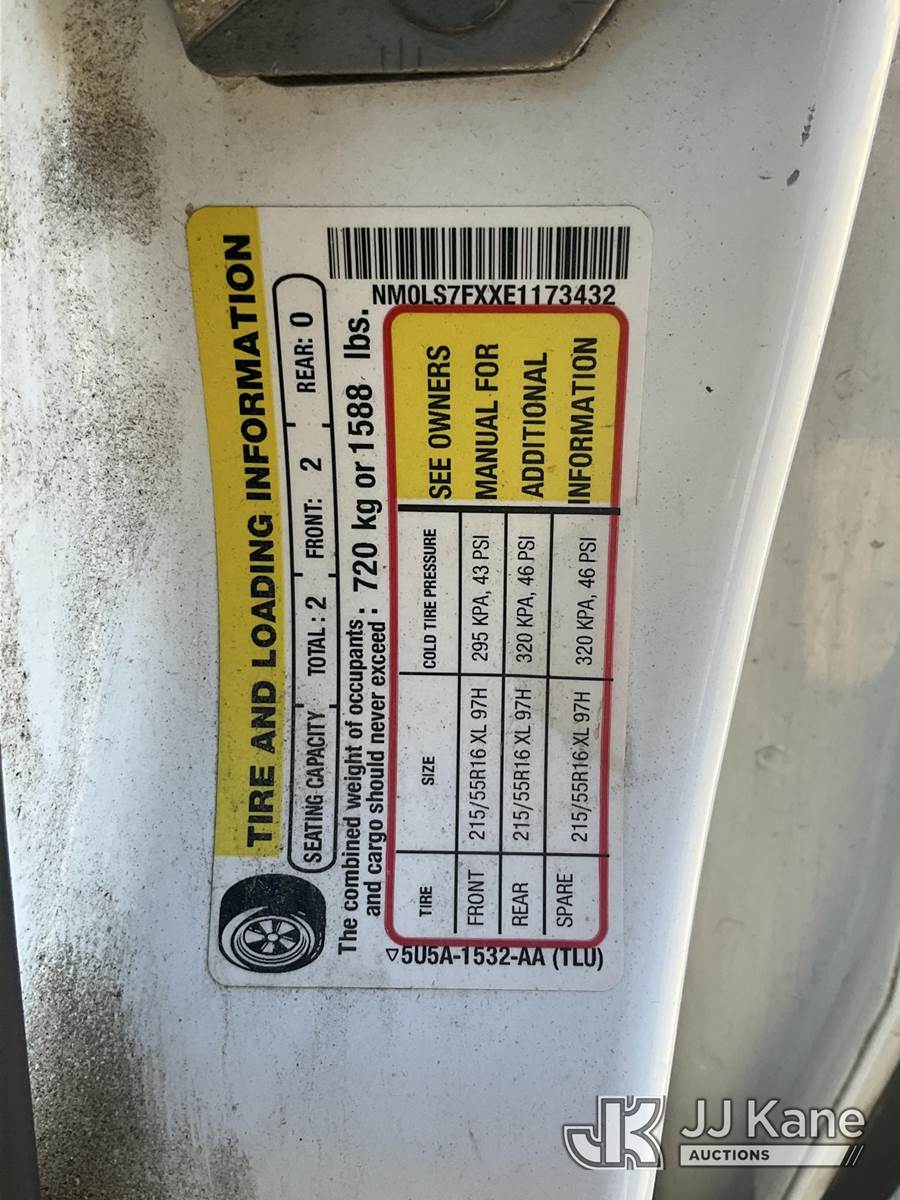 TIRE AND LOADING INFORMATION
SEATING CAPACITY TOTAL: 2 FRONT: 2 REAR: 0
The combined weight of occupants
and cargo should never exceed : 720 kg or 1588 lbs.
TIRE SIZE COLD TIRE PRESSURE
FRONT 215/55R16 XL 97H 295 KPA, 43 PSI
REAR 215/55R16 XL 97H 320 KPA, 46 PSI
SPARE 215/55R16 XL 97H 320 KPA, 46 PSI
SEE OWNERS
MANUAL FOR
ADDITIONAL
INFORMATION
5U5A-1532-AA (TLU)
NM0LS7FXXE1173432
JK JJ Kane
AUCTIONS